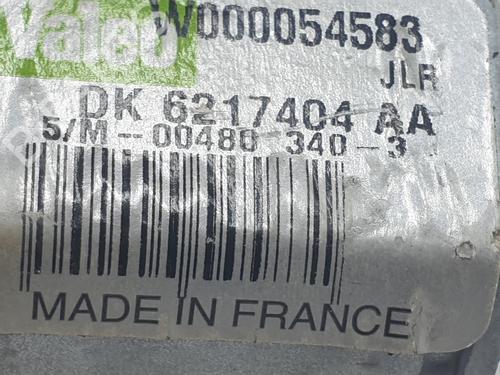 Valeo
W000054583
JLR
DK 6217404 AA
5/M-00480 340-3
MADE IN FRANCE